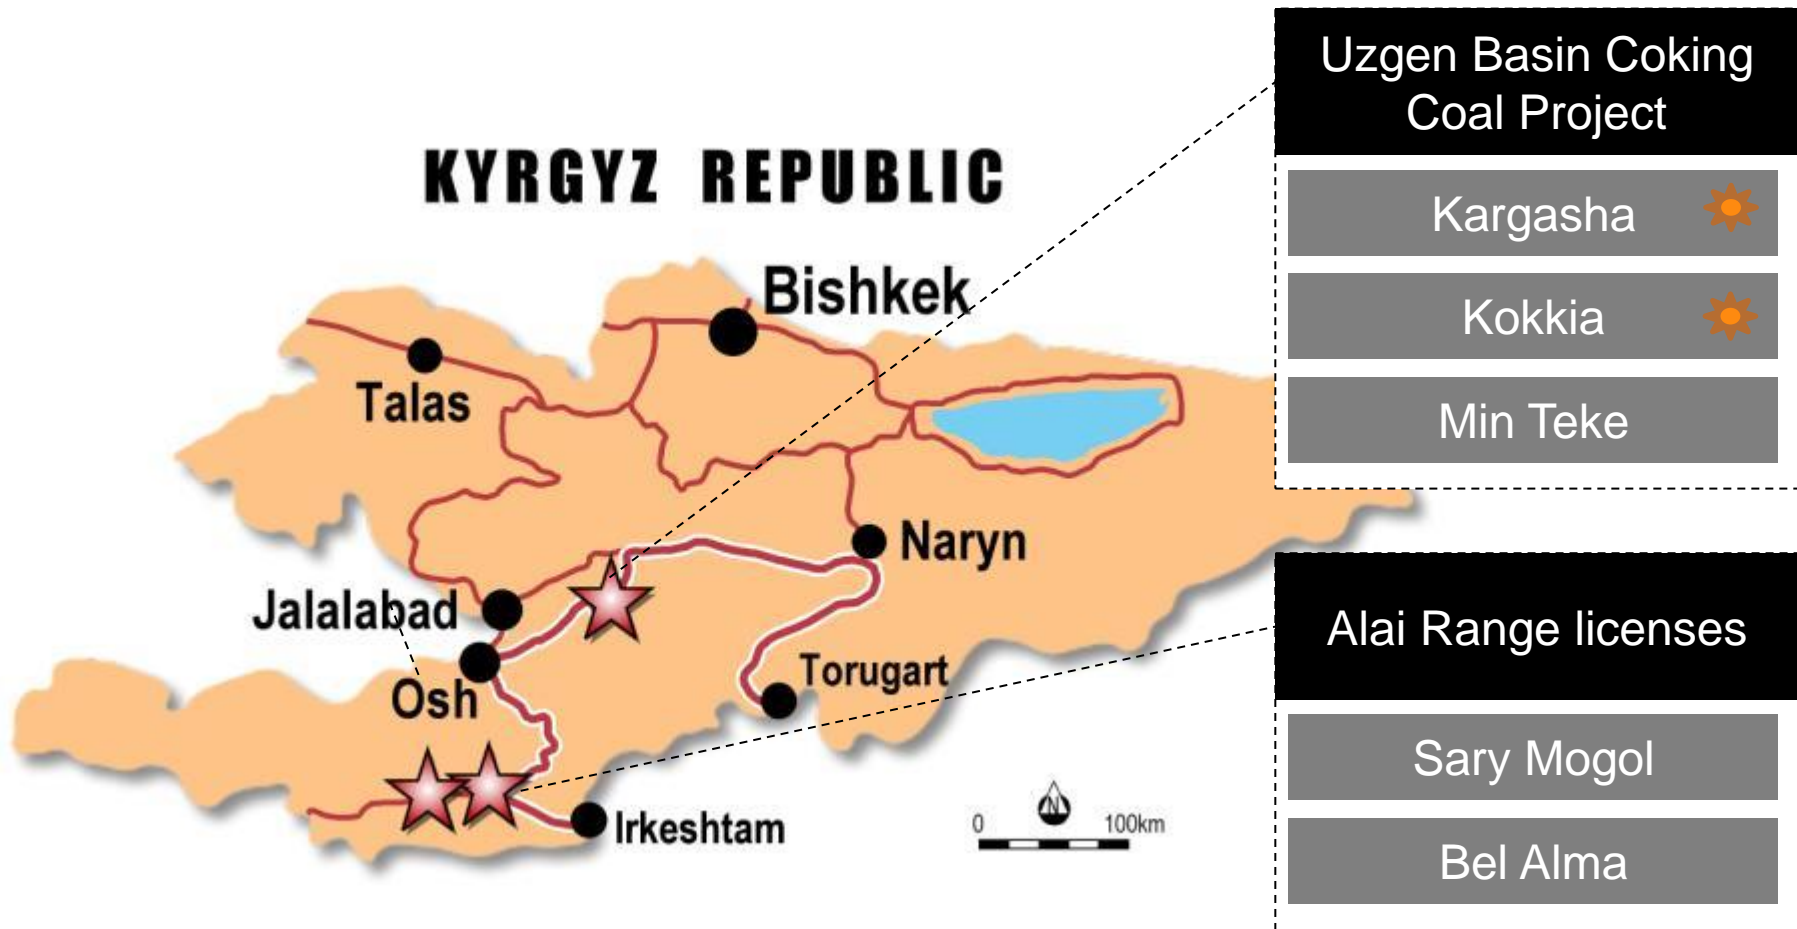 KYRGYZ REPUBLIC
Bishkek
Talas
Naryn
Jalalabad
Osh
Torugart
Irkeshtam
N
0 100km
Uzgen Basin Coking
Coal Project
Kargasha
Kokkia
Min Teke
Alai Range licenses
Sary Mogol
Bel Alma